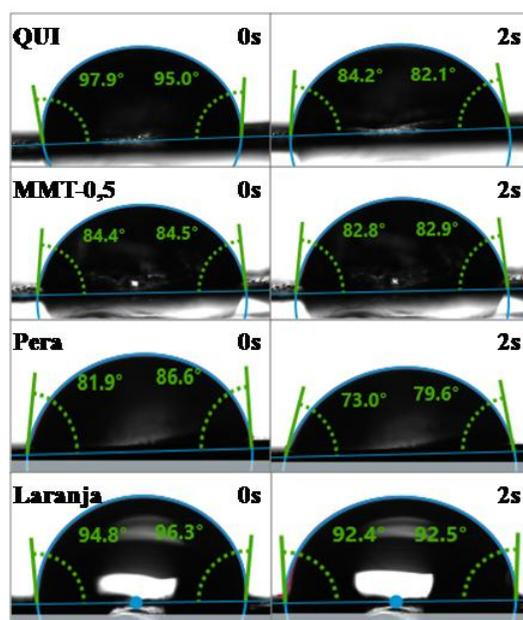 QUI 0s 2s
97.9° 95.0° 84.2° 82.1°
MMT-0,5 0s 2s
84.4° 84.5° 82.8° 82.9°
Pera 0s 2s
81.9° 86.6° 73.0° 79.6°
Laranja 0s 2s
94.8° 96.3° 92.4° 92.5°